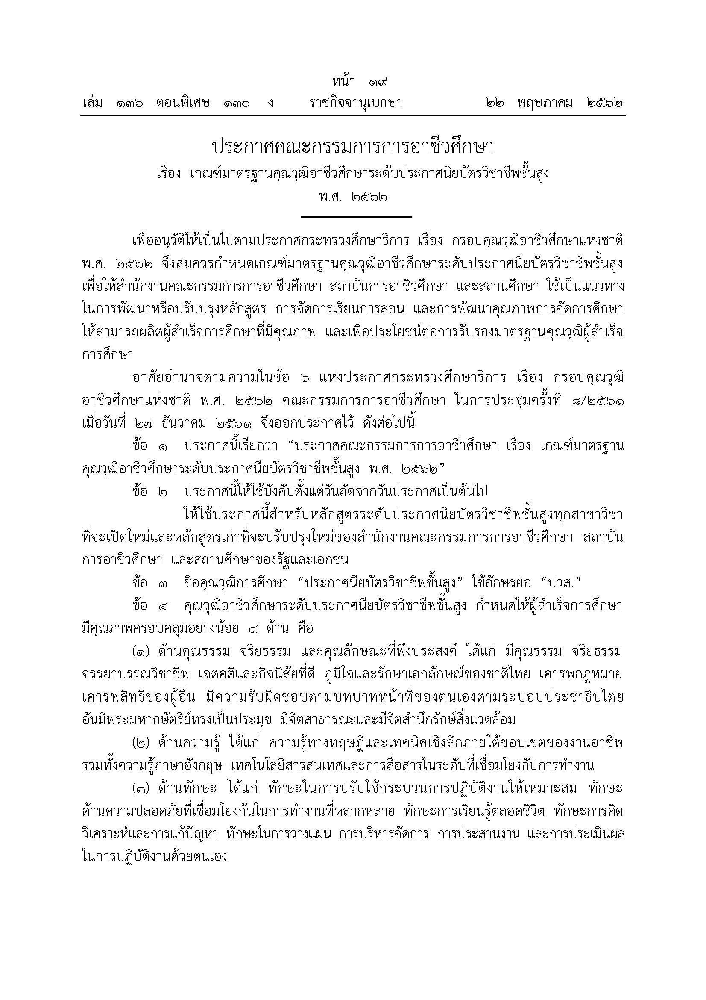 หน้า ๑๙
เล่ม ๑๓๖ ตอนพิเศษ ๑๓๐ ง ราชกิจจานุเบกษา ๒๒ พฤษภาคม ๒๕๖๒
ประกาศคณะกรรมการการอาชีวศึกษา
เรื่อง เกณฑ์มาตรฐานคุณวุฒิอาชีวศึกษาระดับประกาศนียบัตรวิชาชีพชั้นสูง
พ.ศ. ๒๕๖๒
เพื่ออนุวัติให้เป็นไปตามประกาศกระทรวงศึกษาธิการ เรื่อง กรอบคุณวุฒิอาชีวศึกษาแห่งชาติ
พ.ศ. ๒๕๖๒ จึงสมควรกำหนดเกณฑ์มาตรฐานคุณวุฒิอาชีวศึกษาระดับประกาศนียบัตรวิชาชีพชั้นสูง
เพื่อให้สำนักงานคณะกรรมการการอาชีวศึกษา สถาบันการอาชีวศึกษา และสถานศึกษา ใช้เป็นแนวทาง
ในการพัฒนาหรือปรับปรุงหลักสูตร การจัดการเรียนการสอน และการพัฒนาคุณภาพการจัดการศึกษา
ให้สามารถผลิตผู้สำเร็จการศึกษาที่มีคุณภาพ และเพื่อประโยชน์ต่อการรับรองมาตรฐานคุณวุฒิผู้สำเร็จ
การศึกษา
อาศัยอำนาจตามความในข้อ ๖ แห่งประกาศกระทรวงศึกษาธิการ เรื่อง กรอบคุณวุฒิ
อาชีวศึกษาแห่งชาติ พ.ศ. ๒๕๖๒ คณะกรรมการการอาชีวศึกษา ในการประชุมครั้งที่ ๘/๒๕๖๑
เมื่อวันที่ ๒๗ ธันวาคม ๒๕๖๑ จึงออกประกาศไว้ ดังต่อไปนี้
ข้อ ๑ ประกาศนี้เรียกว่า “ประกาศคณะกรรมการการอาชีวศึกษา เรื่อง เกณฑ์มาตรฐาน
คุณวุฒิอาชีวศึกษาระดับประกาศนียบัตรวิชาชีพชั้นสูง พ.ศ. ๒๕๖๒”
ข้อ ๒ ประกาศนี้ให้ใช้บังคับตั้งแต่วันถัดจากวันประกาศเป็นต้นไป
ให้ใช้ประกาศนี้สำหรับหลักสูตรระดับประกาศนียบัตรวิชาชีพชั้นสูงทุกสาขาวิชา
ที่จะเปิดใหม่และหลักสูตรเก่าที่จะปรับปรุงใหม่ของสำนักงานคณะกรรมการการอาชีวศึกษา สถาบัน
การอาชีวศึกษา และสถานศึกษาของรัฐและเอกชน
ข้อ ๓ ชื่อคุณวุฒิการศึกษา “ประกาศนียบัตรวิชาชีพชั้นสูง” ใช้อักษรย่อ “ปวส.”
ข้อ ๔ คุณวุฒิอาชีวศึกษาระดับประกาศนียบัตรวิชาชีพชั้นสูง กำหนดให้ผู้สำเร็จการศึกษา
มีคุณภาพครอบคลุมอย่างน้อย ๔ ด้าน คือ
(๑) ด้านคุณธรรม จริยธรรม และคุณลักษณะที่พึงประสงค์ ได้แก่ มีคุณธรรม จริยธรรม
จรรยาบรรณวิชาชีพ เจตคติและกิจนิสัยที่ดี ภูมิใจและรักษาเอกลักษณ์ของชาติไทย เคารพกฎหมาย
เคารพสิทธิของผู้อื่น มีความรับผิดชอบตามบทบาทหน้าที่ของตนเองตามระบอบประชาธิปไตย
อันมีพระมหากษัตริย์ทรงเป็นประมุข มีจิตสาธารณะและมีจิตสำนึกรักษ์สิ่งแวดล้อม
(๒) ด้านความรู้ ได้แก่ ความรู้ทางทฤษฎีและเทคนิคเชิงลึกภายใต้ขอบเขตของงานอาชีพ
รวมทั้งความรู้ภาษาอังกฤษ เทคโนโลยีสารสนเทศและการสื่อสารในระดับที่เชื่อมโยงกับการทำงาน
(๓) ด้านทักษะ ได้แก่ ทักษะในการปรับใช้กระบวนการปฏิบัติงานให้เหมาะสม ทักษะ
ด้านความปลอดภัยที่เชื่อมโยงกันในการทำงานที่หลากหลาย ทักษะการเรียนรู้ตลอดชีวิต ทักษะการคิด
วิเคราะห์และการแก้ปัญหา ทักษะในการวางแผน การบริหารจัดการ การประสานงาน และการประเมินผล
ในการปฏิบัติงานด้วยตนเอง